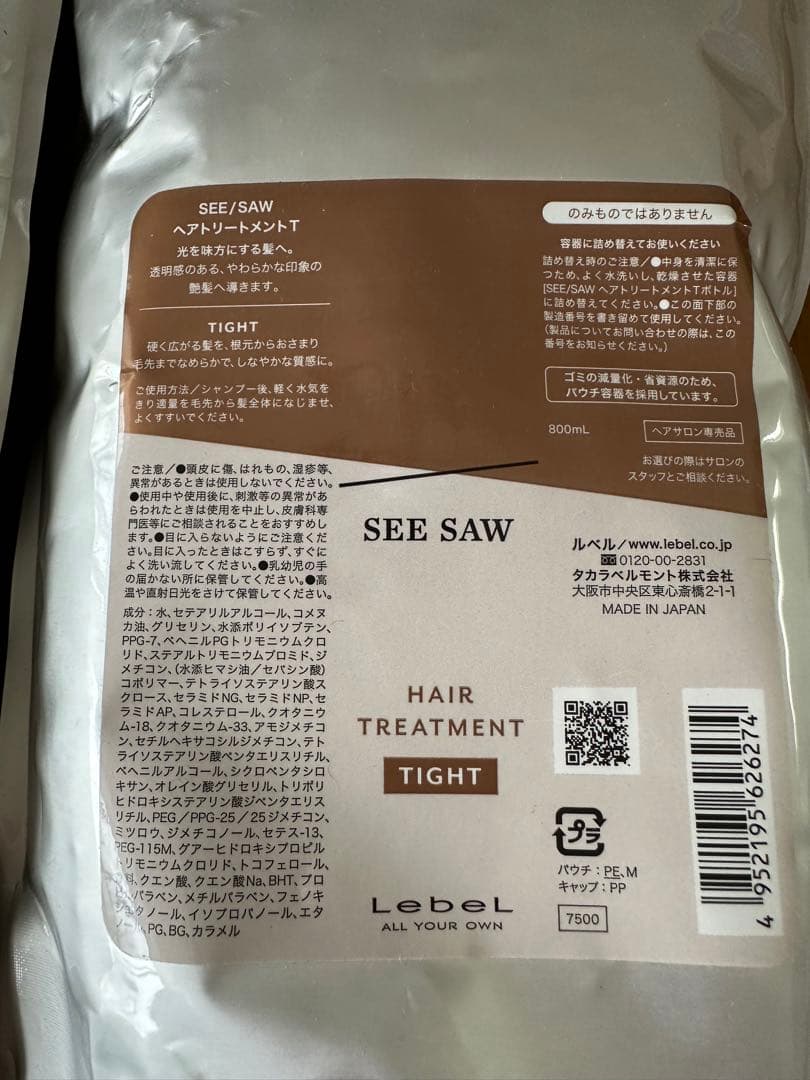 SEE/SAW
ヘアトリートメントT
光を味方にする髪へ。
透明感のある、やわらかな印象の
艶髪へ導きます。
TIGHT
硬く広がる髪を、根元からおさまり
毛先までなめらかで、しなやかな質感に。
ご使用方法/シャンプー後、軽く水気を
きり適量を毛先から髪全体になじませ、
よくすすいでください。
のみものではありません
容器に詰め替えてお使いください
詰め替え時のご注意/●中身を清潔に保
つため、よく水洗いし、乾燥させた容器
[SEE/SAW ヘアトリートメントTボトル]
に詰め替えてください。●この面下部の
製造番号を書き留めて使用してください。
(製品についてお問い合わせの際は、この
番号をお知らせください。)
ゴミの減量化・省資源のため、
パウチ容器を採用しています。
800mL
ヘアサロン専売品
お選びの際はサロンの
スタッフとご相談ください。
ご注意/●頭皮に傷、はれもの、湿疹等、
異常があるときは使用しないでください。
●使用中や使用後に、刺激等の異常があ
らわれたときは使用を中止し、皮膚科専
門医等にご相談されることをおすすめし
ます。●目に入らないようにご注意くだ
さい。目に入ったときはこすらず、すぐに
よく洗い流してください。●乳幼児の手
の届かない所に保管してください。●高
温や直射日光をさけて保管してください。
成分:水、セテアリルアルコール、コメヌ
カ油、グリセリン、水添ポリイソブテン、
PPG-7、ベヘニルPGトリモニウムクロ
リド、ステアルトリモニウムブロミド、ジ
メチコン、(水添ヒマシ油/セバシン酸)
コポリマー、テトライソステアリン酸ス
クロース、セラミドNG、セラミドNP、セ
ラミドAP、コレステロール、クオタニウ
ム-18、クオタニウム-33、アモジメチコ
ン、セチルヘキサコシルジメチコン、テト
ライソステアリン酸ペンタエリスリチル、
ベヘニルアルコール、シクロペンタシロ
キサン、オレイン酸グリセリル、トリポリ
ヒドロキシステアリン酸ジペンタエリス
リチル、PEG/PPG-25/25ジメチコン、
ミツロウ、ジメチコノール、セテス-13、
PEG-115M、グアーヒドロキシプロピル
トリモニウムクロリド、トコフェロール、
料、クエン酸、クエン酸Na、BHT、プロ
ピルパラベン、メチルパラベン、フェノキ
シエタノール、イソプロパノール、エタ
ノール、PG、BG、カラメル
SEE SAW
ルベル/www.lebel.co.jp
0120-00-2831
タカラベルモント株式会社
大阪市中央区東心斎橋2-1-1
MADE IN JAPAN
HAIR
TREATMENT
TIGHT
プラ
パウチ:PE、M
キャップ:PP
7500
LebeL
ALL YOUR OWN
4 952195 626274